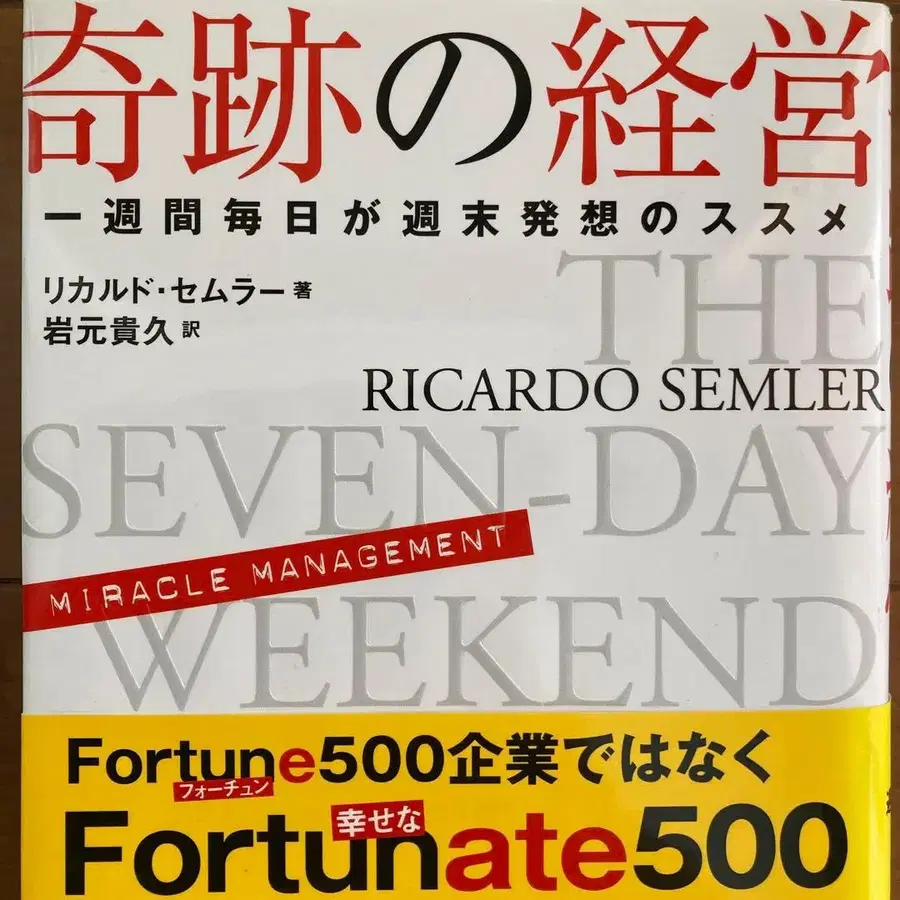 奇跡の経営
一週間毎日が週末発想のススメ
リカルド・セムラー 著
岩元貴久 訳
THE
RICARDO SEMLER
SEVEN-DAY
MIRACLE MANAGEMENT
WEEKEND
Fortune500企業ではなく
フォーチュン
幸せな
Fortunate500